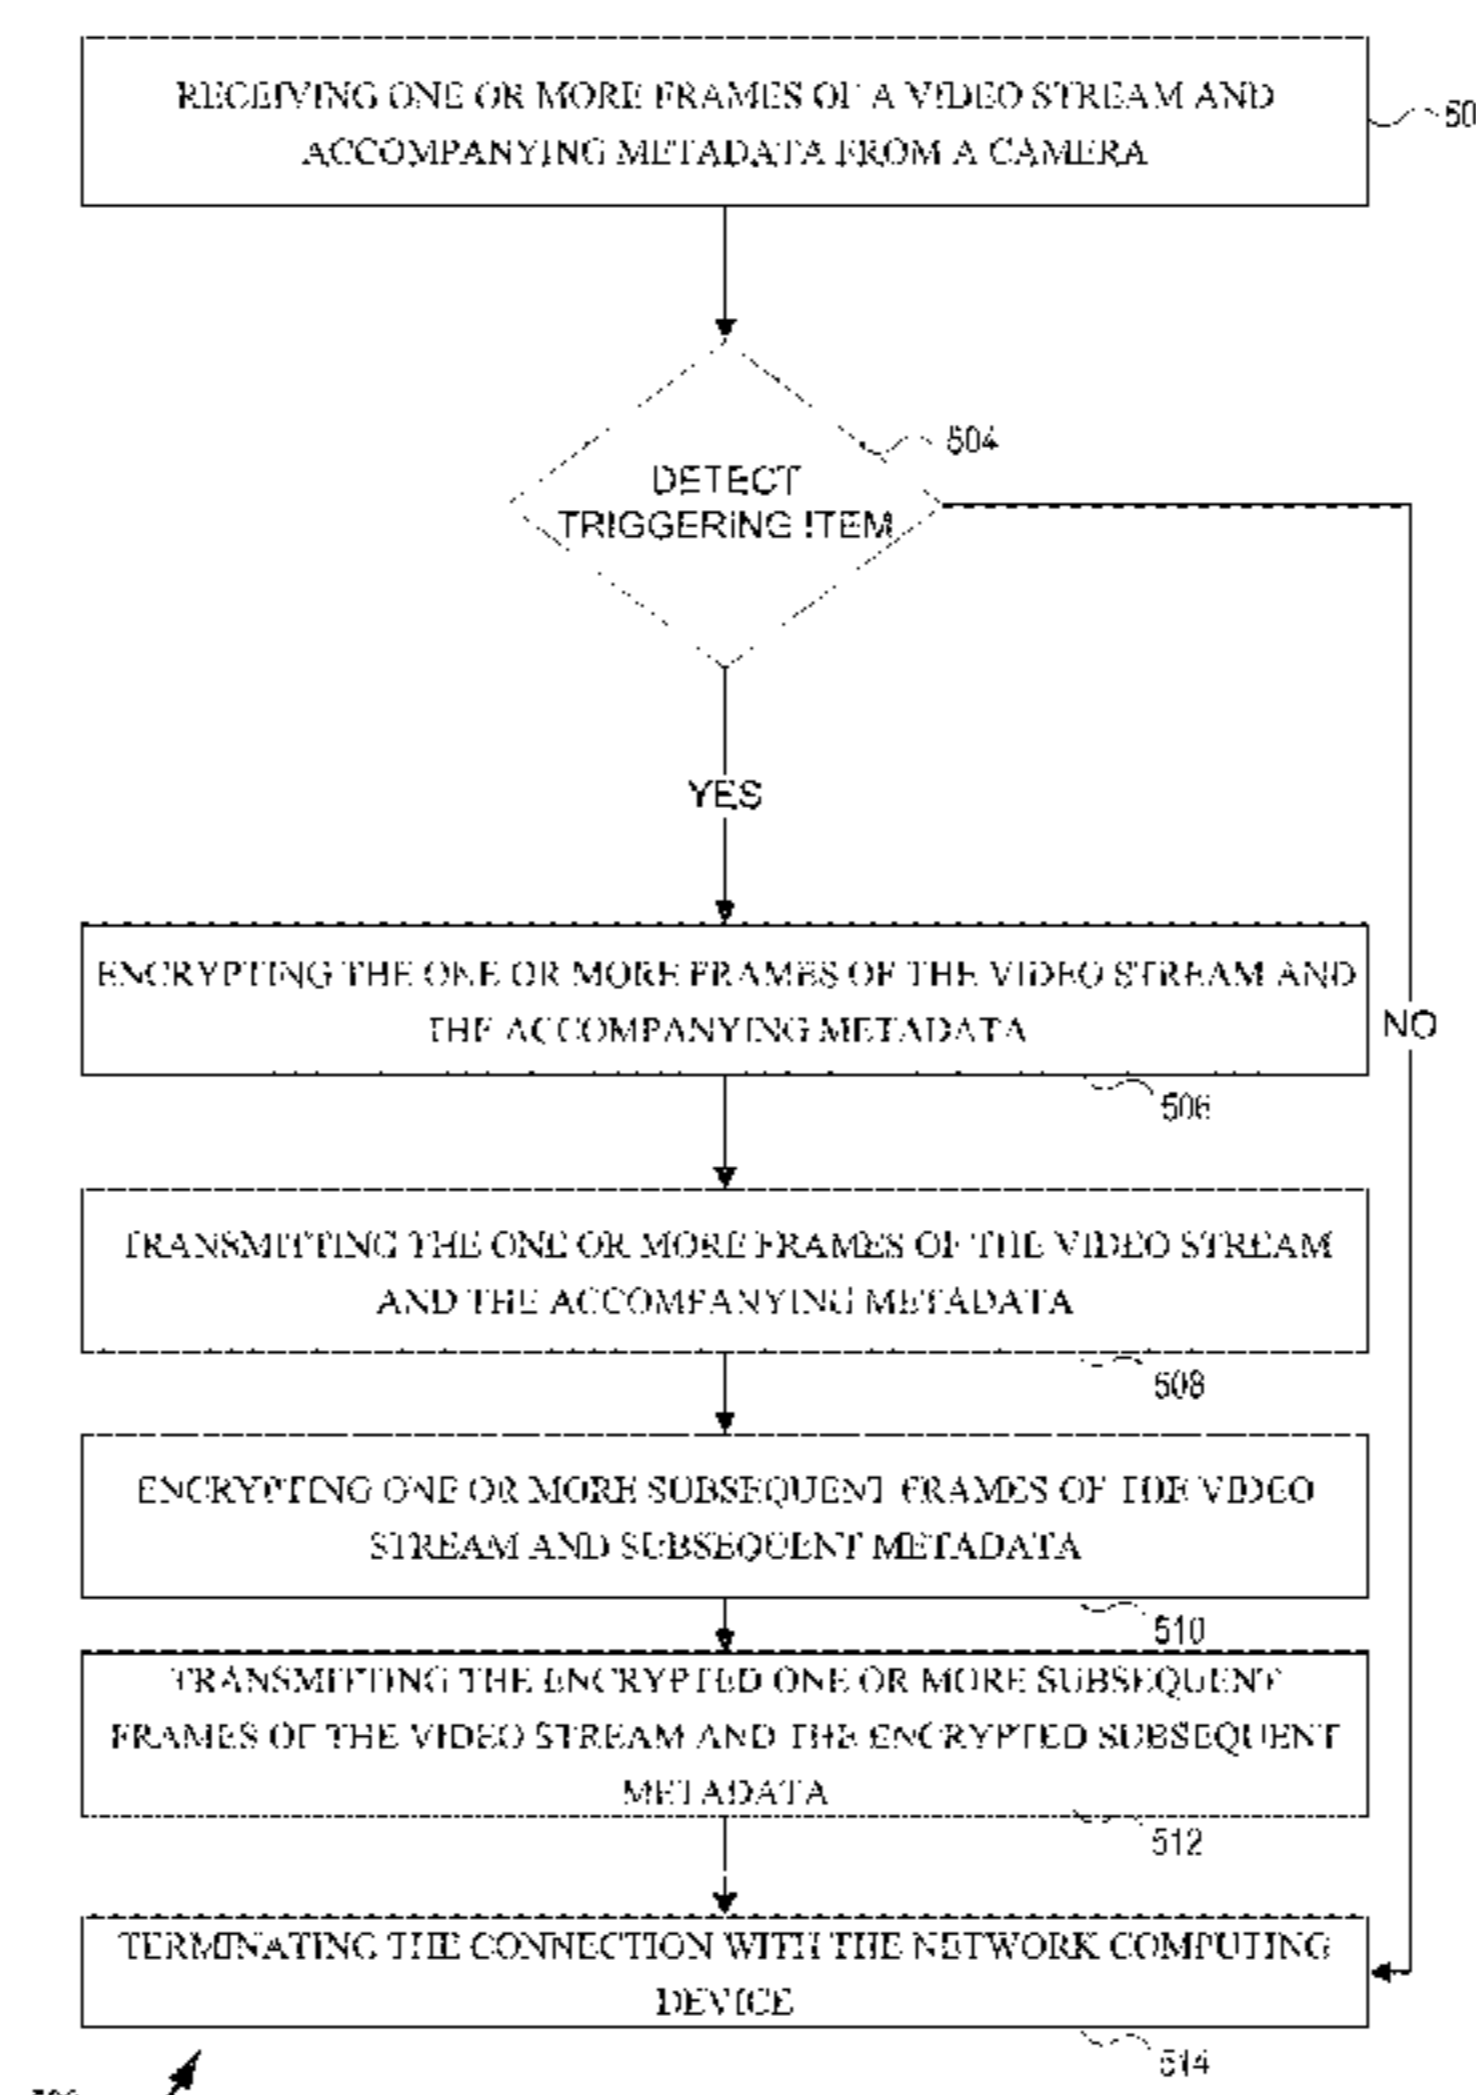 RECEIVING ONE OR MORE FRAMES OF A VIDEO STREAM AND
ACCOMPANYING METADATA FROM A CAMERA
50
504
DETECT
TRIGGERING ITEM
YES
ENCRYPTING THE ONE OR MORE FRAMES OF THE VIDEO STREAM AND
THE ACCOMPANYING METADATA
NO
506
TRANSMITTING THE ONE OR MORE FRAMES OF THE VIDEO STREAM
AND THE ACCOMPANYING METADATA
508
ENCRYPTING ONE OR MORE SUBSEQUENT FRAMES OF THE VIDEO
STREAM AND SUBSEQUENT METADATA
510
TRANSMITTING THE ENCRYPTED ONE OR MORE SUBSEQUENT
FRAMES OF THE VIDEO STREAM AND THE ENCRYPTED SUBSEQUENT
METADATA
512
TERMINATING THE CONNECTION WITH THE NETWORK COMPUTING
DEVICE
514